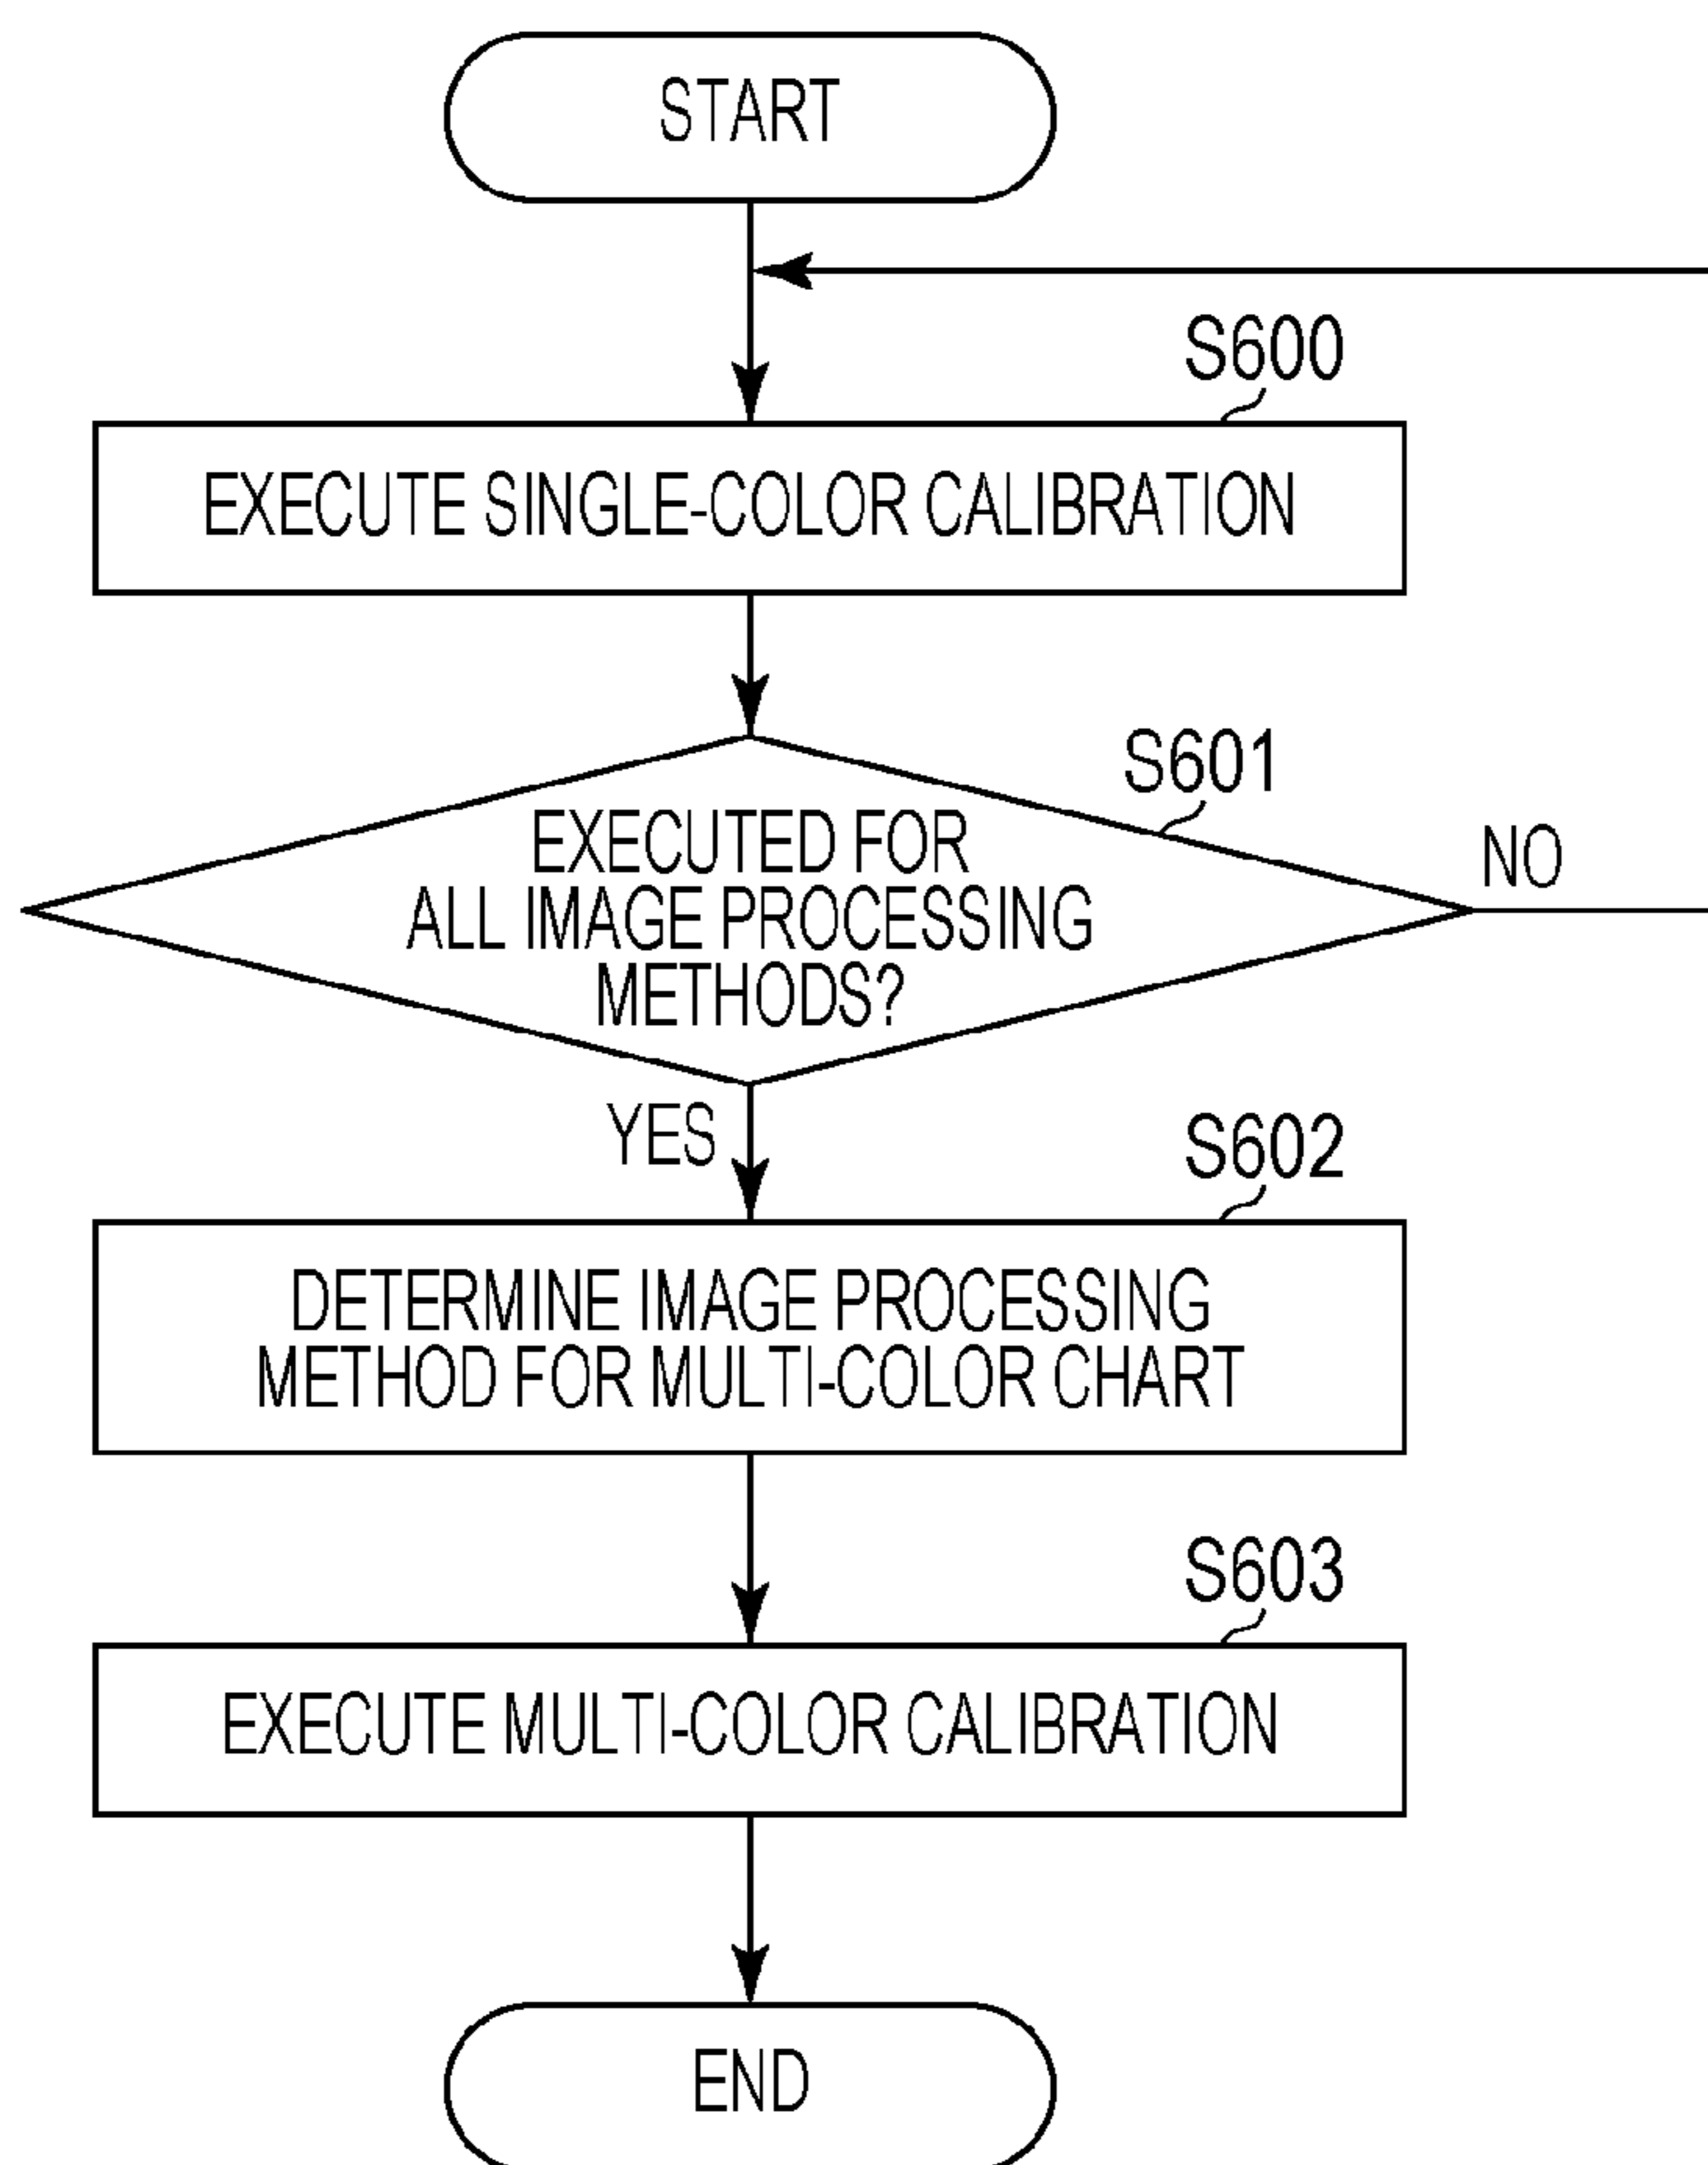 START
S600
EXECUTE SINGLE-COLOR CALIBRATION
S601
EXECUTED FOR
ALL IMAGE PROCESSING
METHODS?
NO
YES
S602
DETERMINE IMAGE PROCESSING
METHOD FOR MULTI-COLOR CHART
S603
EXECUTE MULTI-COLOR CALIBRATION
END